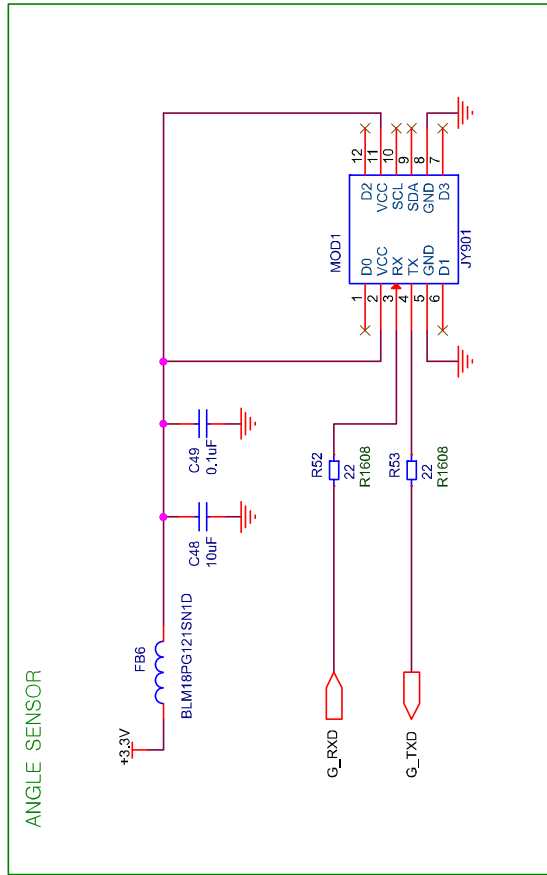 ANGLE SENSOR
+3.3V
FB6
BLM18PG121SN1D
C48
10uF
C49
0.1uF
G_RXD
G_TXD
R52
22
R1608
R53
22
R1608
MOD1
JY901
1
D0
2
VCC
3
RX
4
TX
5
GND
6
D1
12
D2
11
VCC
10
SCL
9
SDA
8
GND
7
D3